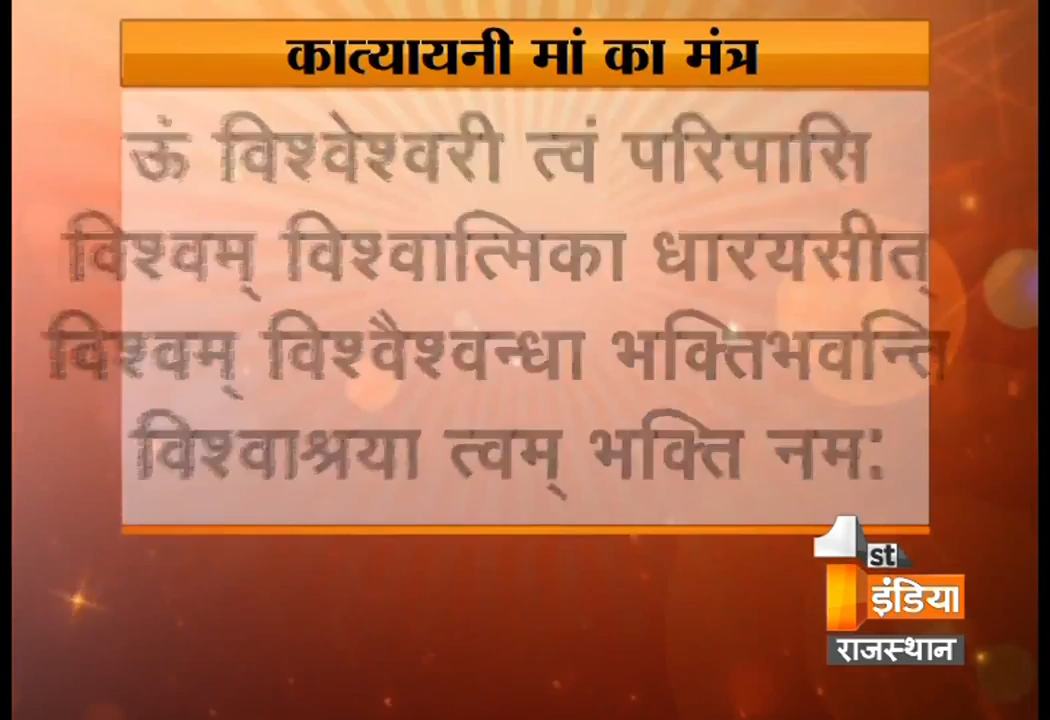 कात्यायनी मां का मंत्र
ऊं विश्वेश्वरी त्वं परिपासि
विश्वम् विश्वात्मिका धारयसीत्
विश्वम् विश्वैश्वन्धा भक्तिभवन्ति
विश्वाश्रया त्वम् भक्ति नम:
1st
इंडिया
राजस्थान